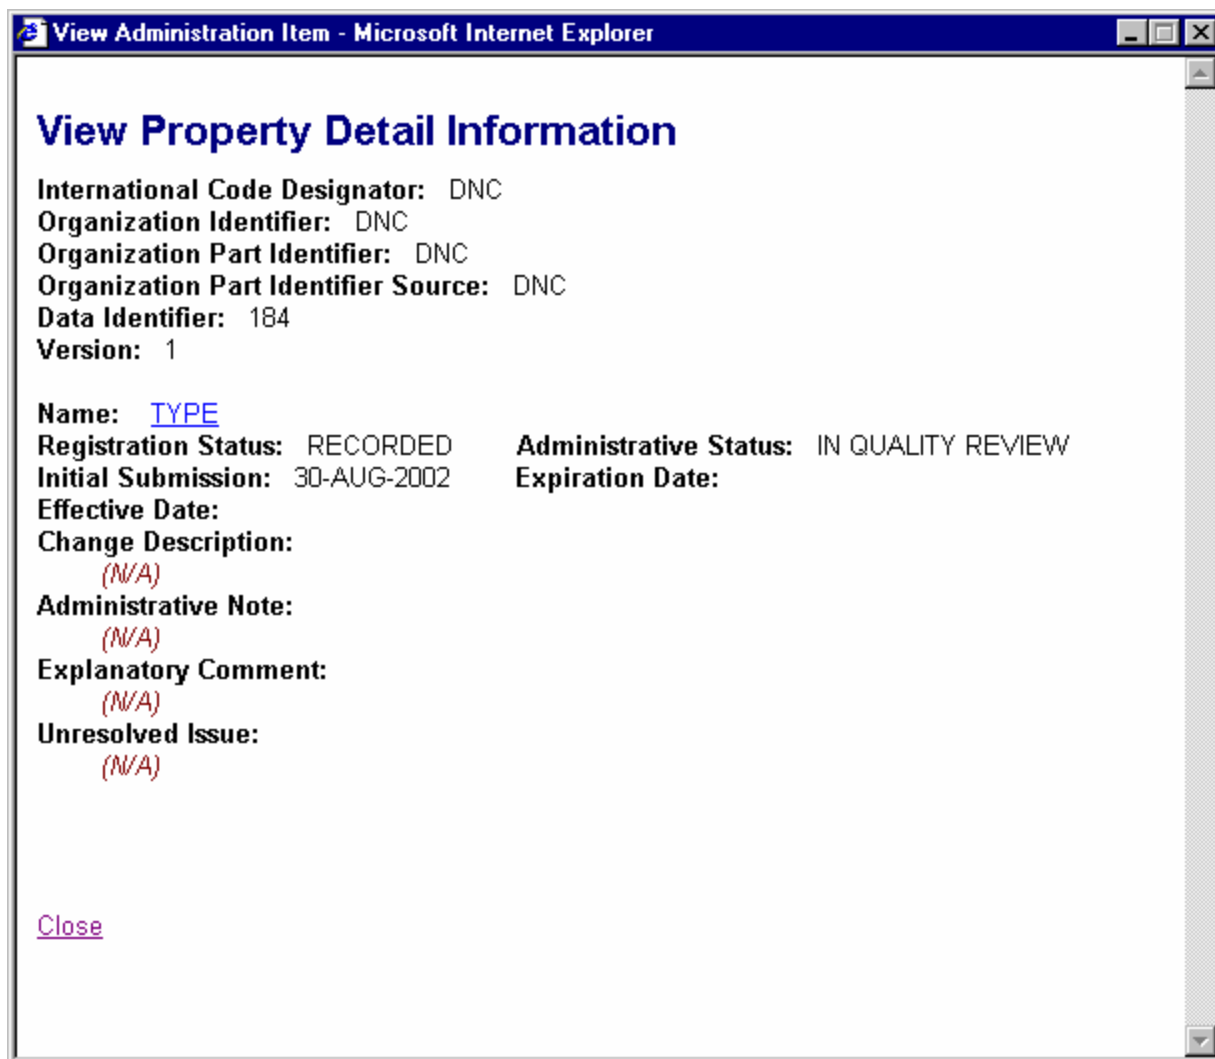 View Administration Item - Microsoft Internet Explorer
View Property Detail Information
International Code Designator: DNC
Organization Identifier: DNC
Organization Part Identifier: DNC
Organization Part Identifier Source: DNC
Data Identifier: 184
Version: 1
Name: TYPE
Registration Status: RECORDED Administrative Status: IN QUALITY REVIEW
Initial Submission: 30-AUG-2002 Expiration Date:
Effective Date:
Change Description:
(N/A)
Administrative Note:
(N/A)
Explanatory Comment:
(N/A)
Unresolved Issue:
(N/A)
Close